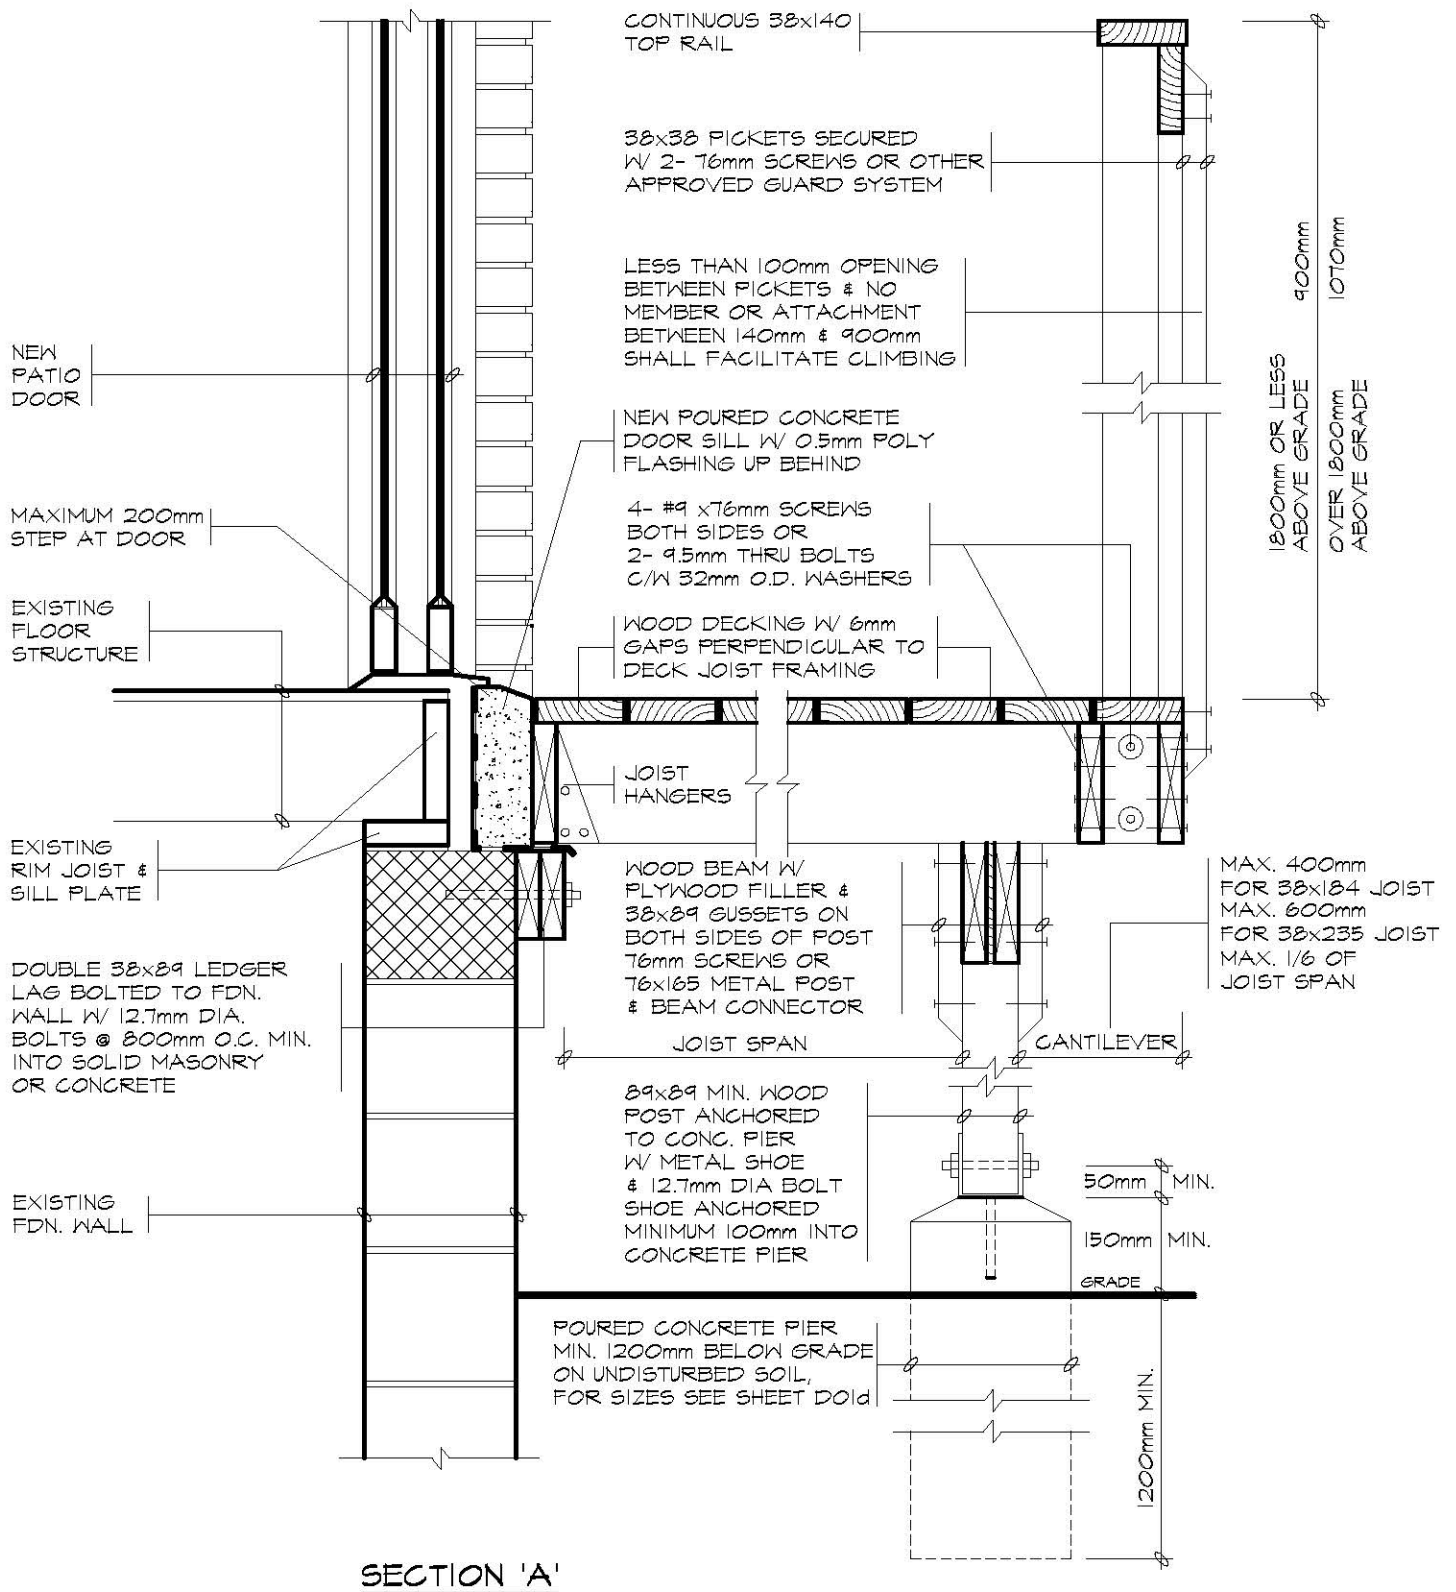 CONTINUOUS 38x140
TOP RAIL
38x38 PICKETS SECURED
W/ 2- 76mm SCREWS OR OTHER
APPROVED GUARD SYSTEM
LESS THAN 100mm OPENING
BETWEEN PICKETS & NO
MEMBER OR ATTACHMENT
BETWEEN 140mm & 900mm
SHALL FACILITATE CLIMBING
1800mm OR LESS
ABOVE GRADE
900mm
OVER 1800mm
ABOVE GRADE
1070mm
NEW
PATIO
DOOR
NEW POURED CONCRETE
DOOR SILL W/ 0.5mm POLY
FLASHING UP BEHIND
MAXIMUM 200mm
STEP AT DOOR
4- #9 x76mm SCREWS
BOTH SIDES OR
2- 9.5mm THRU BOLTS
C/W 32mm O.D. WASHERS
EXISTING
FLOOR
STRUCTURE
WOOD DECKING W/ 6mm
GAPS PERPENDICULAR TO
DECK JOIST FRAMING
JOIST
HANGERS
EXISTING
RIM JOIST &
SILL PLATE
WOOD BEAM W/
PLYWOOD FILLER &
38x89 GUSSETS ON
BOTH SIDES OF POST
76mm SCREWS OR
76x165 METAL POST
& BEAM CONNECTOR
MAX. 400mm
FOR 38x184 JOIST
MAX. 600mm
FOR 38x235 JOIST
MAX. 1/6 OF
JOIST SPAN
DOUBLE 38x89 LEDGER
LAG BOLTED TO FDN.
WALL W/ 12.7mm DIA.
BOLTS @ 800mm O.C. MIN.
INTO SOLID MASONRY
OR CONCRETE
JOIST SPAN
CANTILEVER
89x89 MIN. WOOD
POST ANCHORED
TO CONC. PIER
W/ METAL SHOE
& 12.7mm DIA BOLT
SHOE ANCHORED
MINIMUM 100mm INTO
CONCRETE PIER
50mm MIN.
EXISTING
FDN. WALL
150mm MIN.
GRADE
POURED CONCRETE PIER
MIN. 1200mm BELOW GRADE
ON UNDISTURBED SOIL,
FOR SIZES SEE SHEET D01d
1200mm MIN.
SECTION 'A'